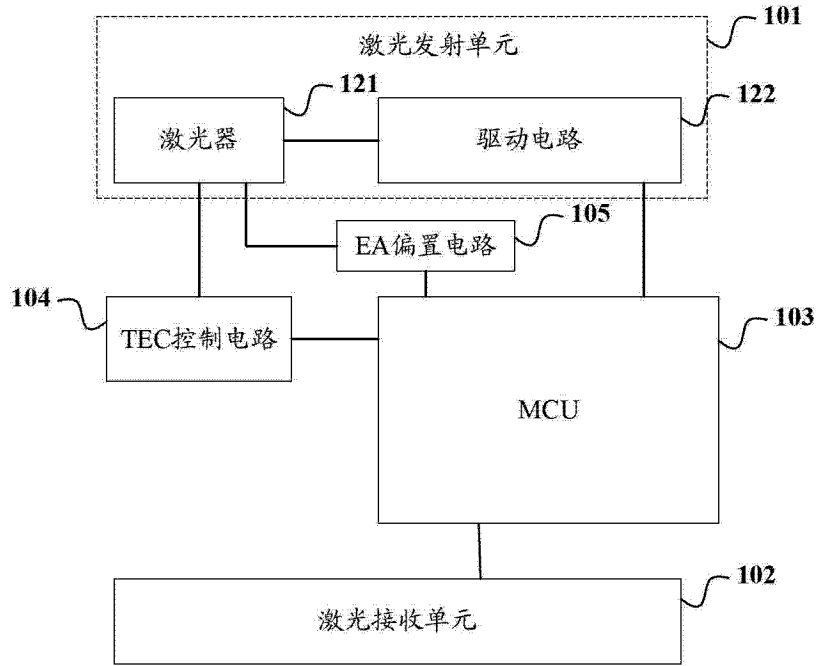 激光发射单元
101
121
激光器
122
驱动电路
105
EA偏置电路
104
TEC控制电路
103
MCU
102
激光接收单元